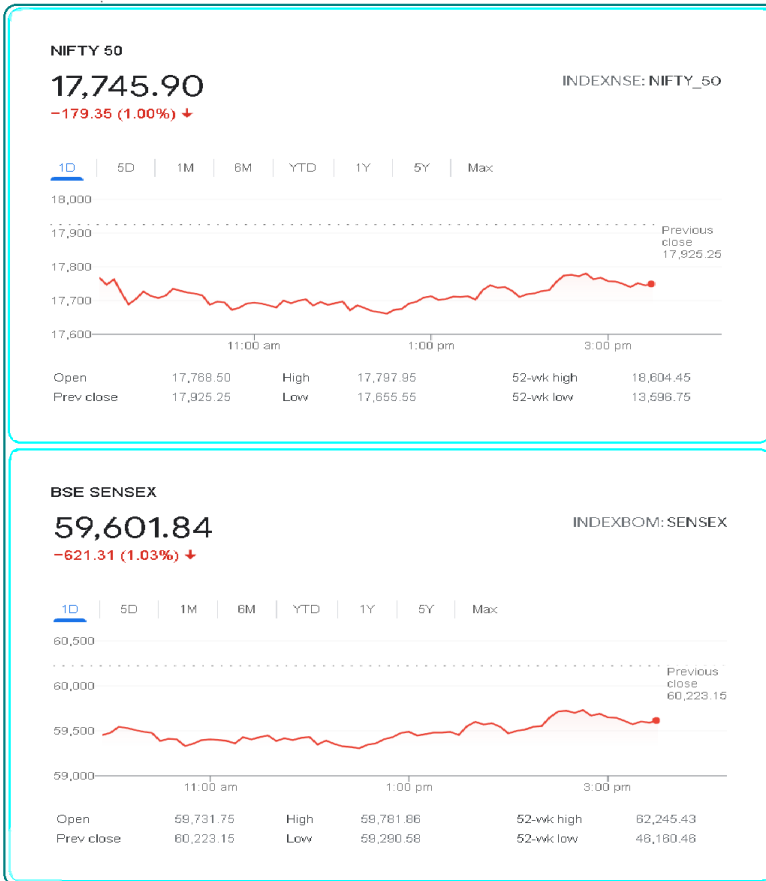 NIFTY 50
17,745.90
INDEXNSE: NIFTY_50
−179.35 (1.00%) ↓
1D 5D 1M 6M YTD 1Y 5Y Max
18,000
17,900
Previous
close
17,925.25
17,800
17,700
17,600
11:00 am 1:00 pm 3:00 pm
Open 17,768.50 High 17,797.95 52-wk high 18,604.45
Prev close 17,925.25 Low 17,655.55 52-wk low 13,596.75
BSE SENSEX
59,601.84
INDEXBOM: SENSEX
−621.31 (1.03%) ↓
1D 5D 1M 6M YTD 1Y 5Y Max
60,500
Previous
close
60,223.15
60,000
59,500
59,000
11:00 am 1:00 pm 3:00 pm
Open 59,731.75 High 59,781.86 52-wk high 62,245.43
Prev close 60,223.15 Low 59,290.58 52-wk low 46,160.46